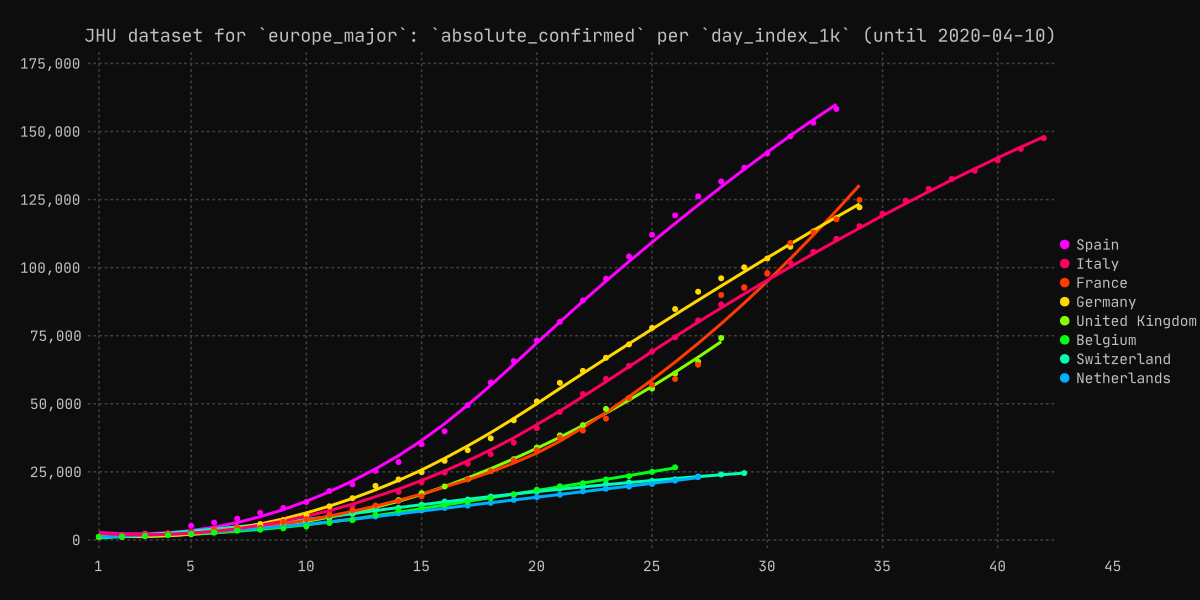 JHU dataset for `europe_major`: `absolute_confirmed` per `day_index_1k` (until 2020-04-10)
175,000
150,000
125,000
100,000
75,000
50,000
25,000
0
1 5 10 15 20 25 30 35 40 45
Spain
Italy
France
Germany
United Kingdom
Belgium
Switzerland
Netherlands